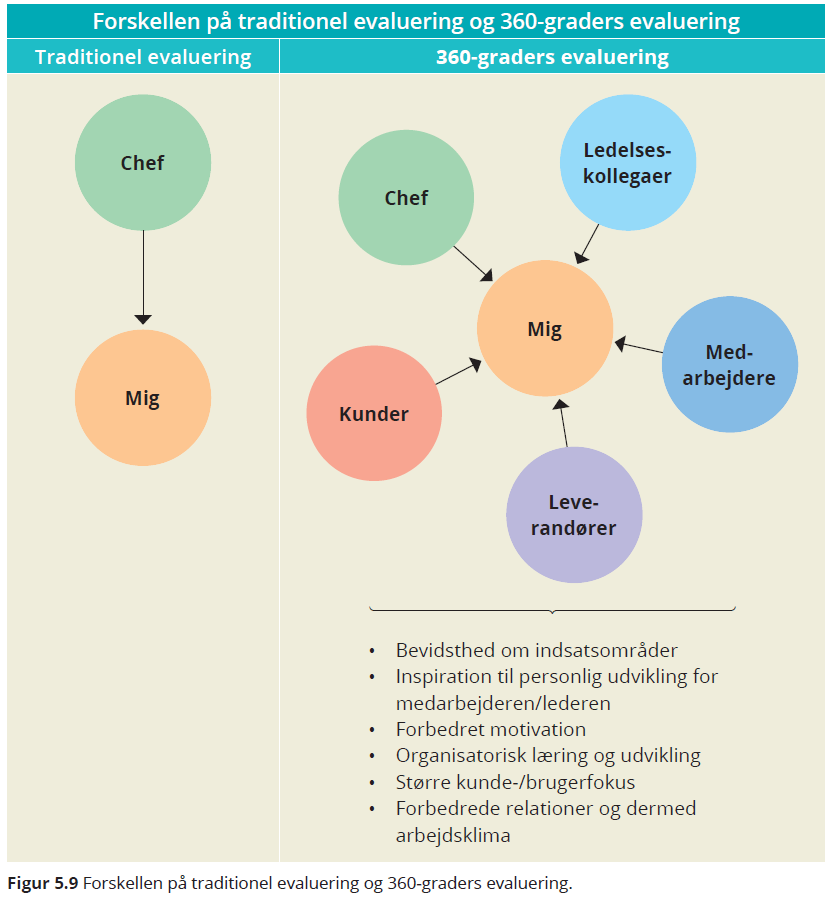 Forskellen på traditionel evaluering og 360-graders evaluering
Traditionel evaluering
360-graders evaluering
Chef
Mig
Chef
Ledelses-
kollegaer
Mig
Med-
arbejdere
Kunder
Leve-
randører
• Bevidsthed om indsatsområder
• Inspiration til personlig udvikling for
medarbejderen/lederen
• Forbedret motivation
• Organisatorisk læring og udvikling
• Større kunde-/brugerfokus
• Forbedrede relationer og dermed
arbejdsklima
Figur 5.9 Forskellen på traditionel evaluering og 360-graders evaluering.